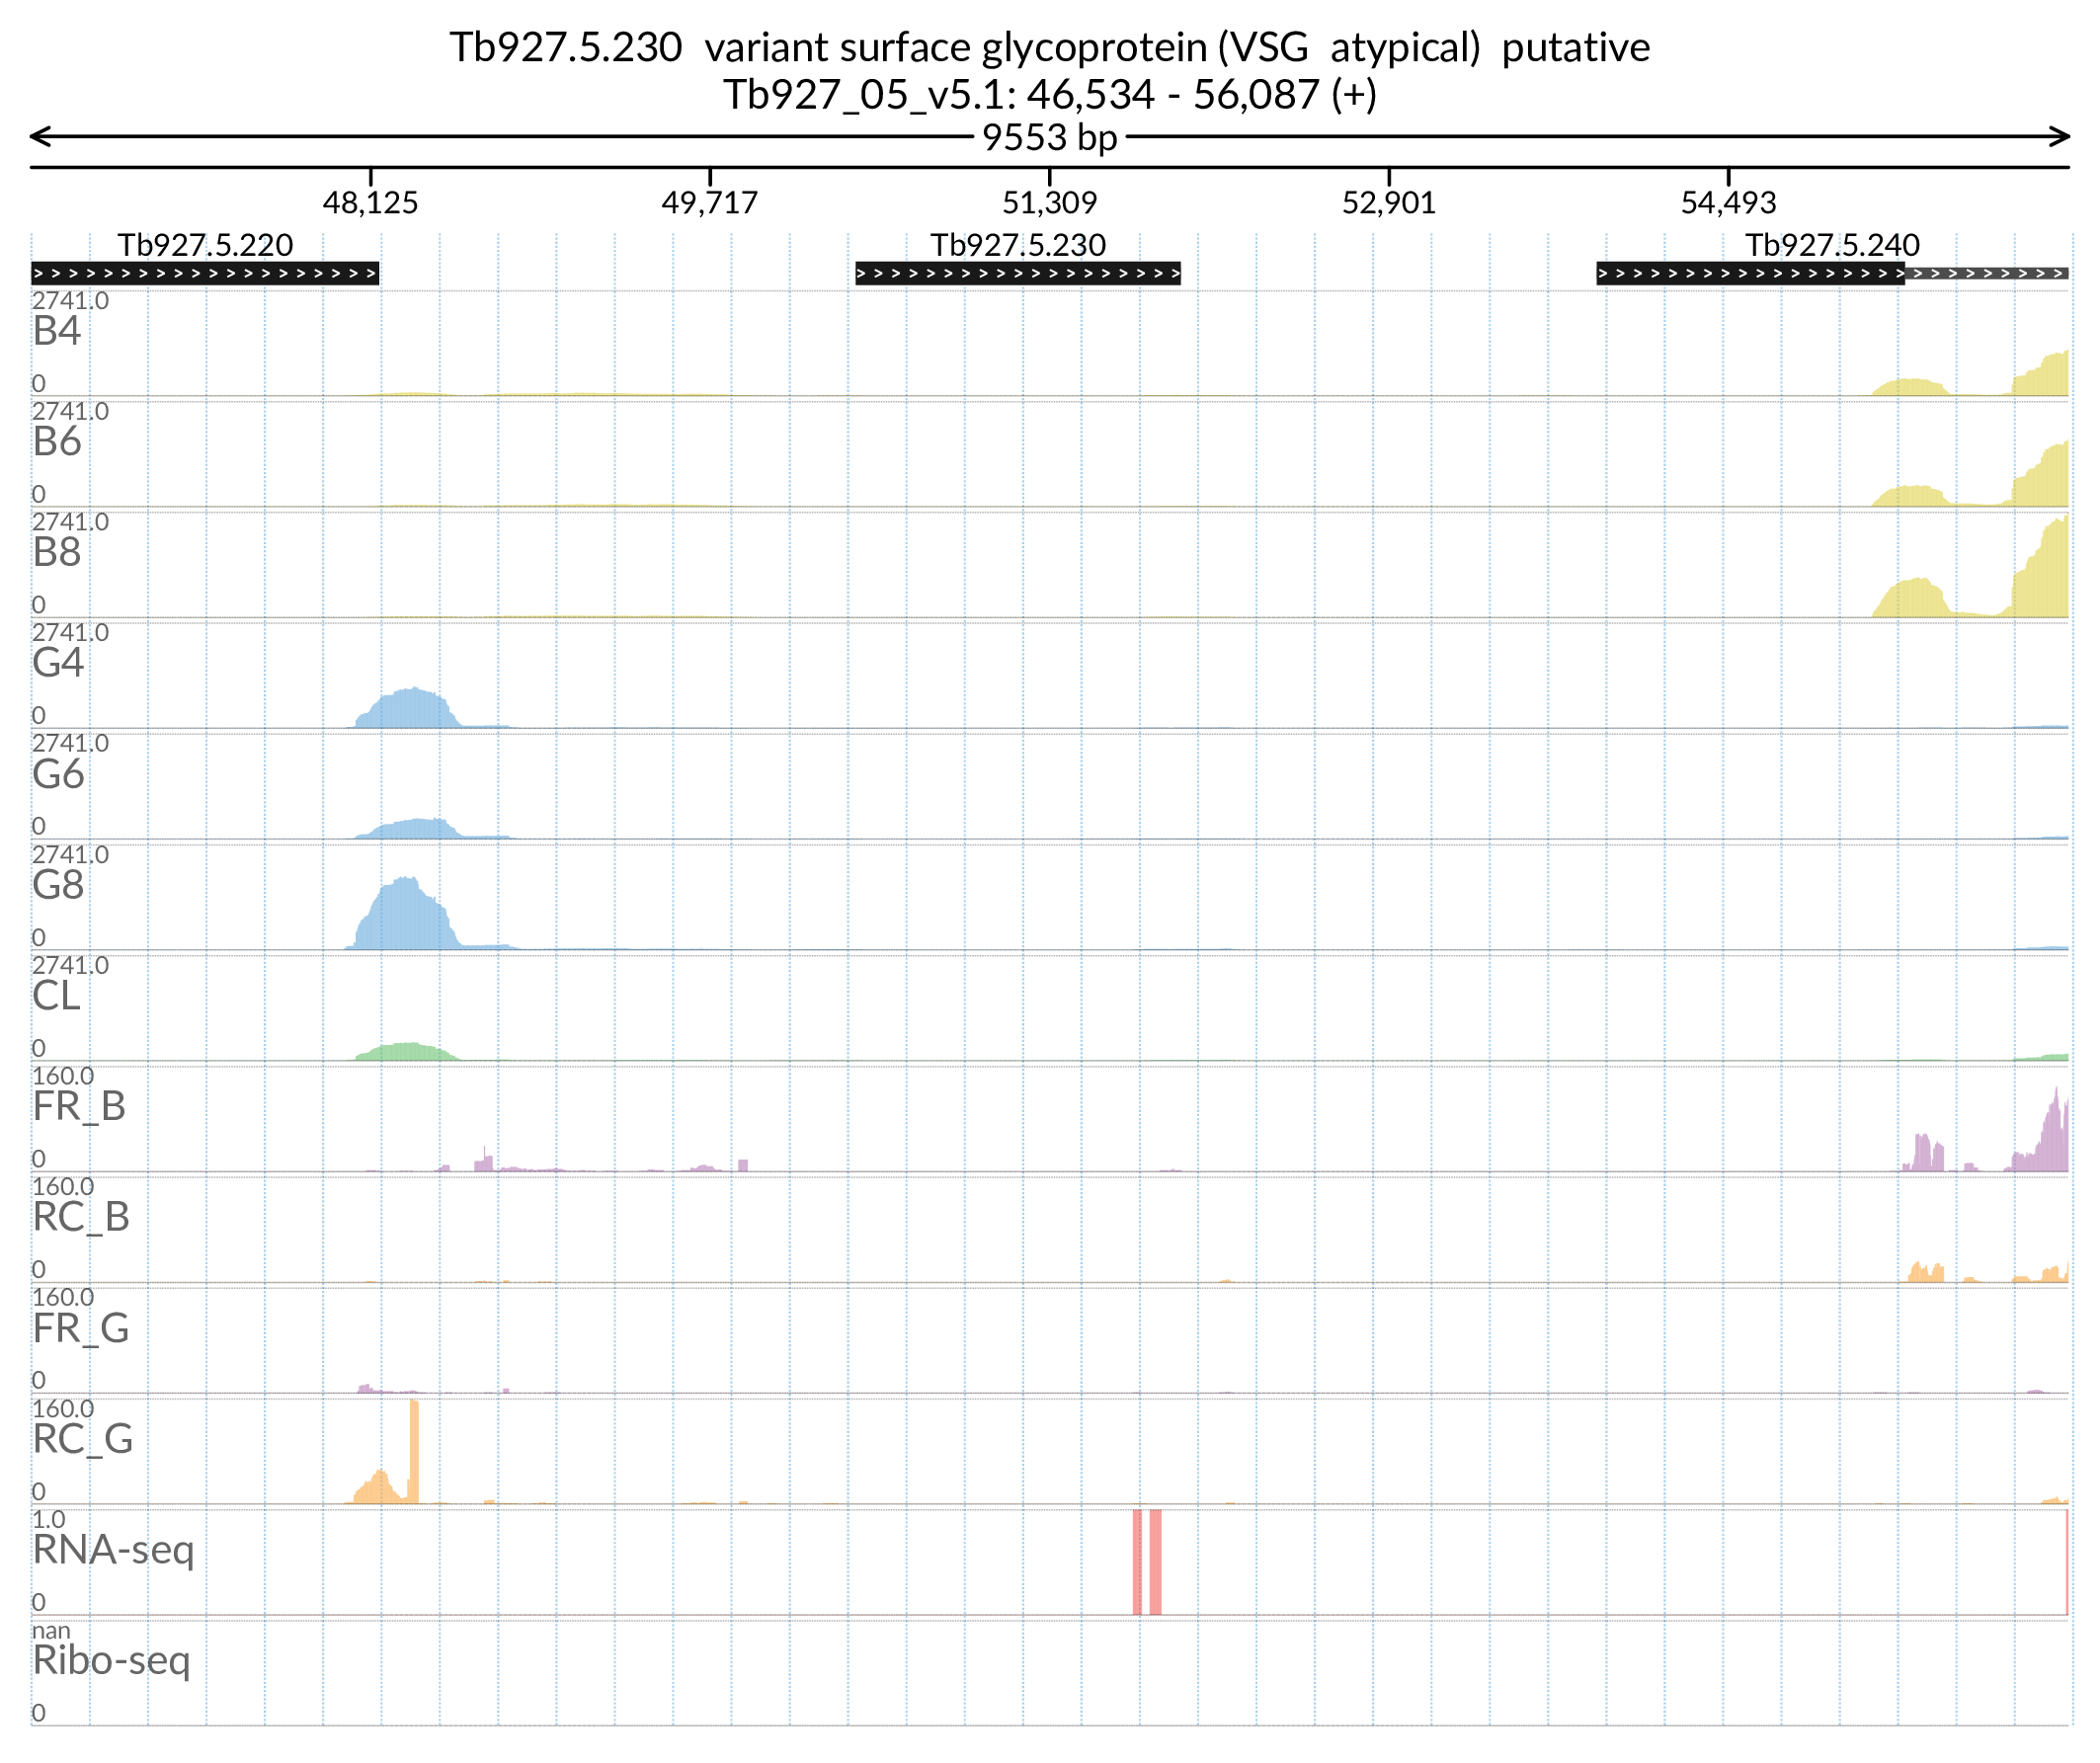 Tb927.5.230 variant surface glycoprotein (VSG atypical) putative
Tb927_05_v5.1: 46,534 - 56,087 (+)
9553 bp
48,125 49,717 51,309 52,901 54,493
Tb927.5.220 Tb927.5.230 Tb927.5.240
2741.0
B4
0
2741.0
B6
0
2741.0
B8
0
2741.0
G4
0
2741.0
G6
0
2741.0
G8
0
2741.0
CL
0
160.0
FR_B
0
160.0
RC_B
0
160.0
FR_G
0
160.0
RC_G
0
1.0
RNA-seq
0
nan
Ribo-seq
0